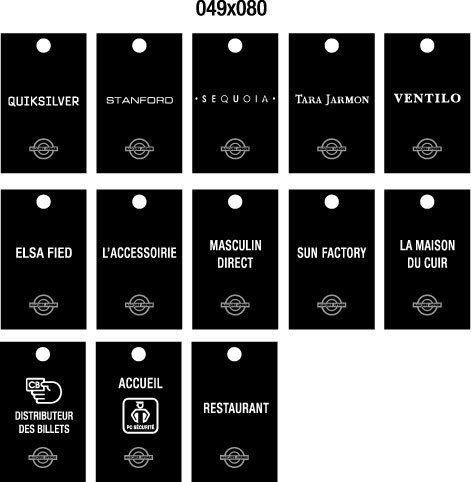 049x080
QUIKSILVER
STANFORD
· SEQUOIA ·
TARA JARMON
VENTILO
ELSA FIED
L'ACCESSOIRIE
MASCULIN
DIRECT
SUN FACTORY
LA MAISON
DU CUIR
CB
DISTRIBUTEUR
DES BILLETS
ACCUEIL
PC SÉCURITÉ
RESTAURANT